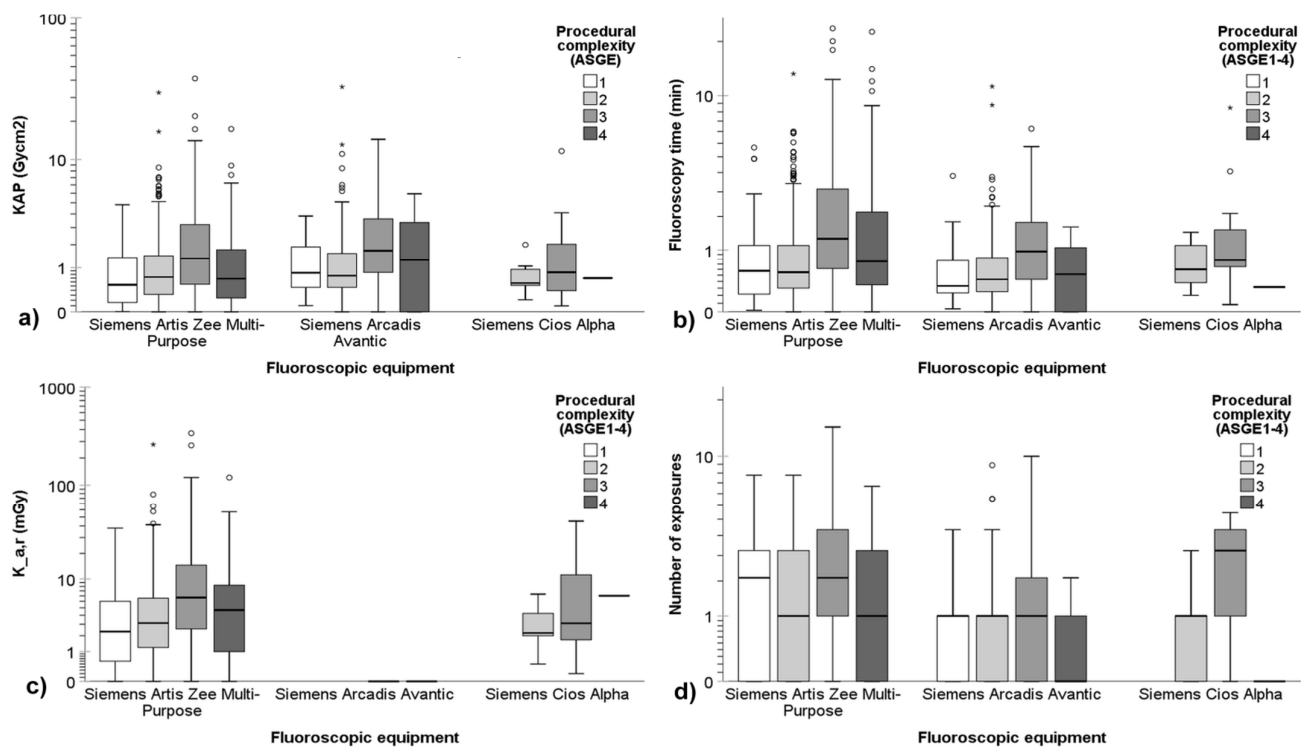 Procedural
complexity
(ASGE)
1
2
3
4
100
10
1
0
KAP (Gycm2)
a)
Siemens Artis Zee Multi-
Purpose
Siemens Arcadis
Avantic
Siemens Cios Alpha
Fluoroscopic equipment
Procedural
complexity
(ASGE1-4)
1
2
3
4
10
1
0
Fluoroscopy time (min)
b)
Siemens Artis Zee Multi-
Purpose
Siemens Arcadis Avantic
Siemens Cios Alpha
Fluoroscopic equipment
Procedural
complexity
(ASGE1-4)
1
2
3
4
1000
100
10
1
0
K_a,r (mGy)
c)
Siemens Artis Zee Multi-
Purpose
Siemens Arcadis Avantic
Siemens Cios Alpha
Fluoroscopic equipment
Procedural
complexity
(ASGE1-4)
1
2
3
4
10
1
0
Number of exposures
d)
Siemens Artis Zee Multi-
Purpose
Siemens Arcadis Avantic
Siemens Cios Alpha
Fluoroscopic equipment